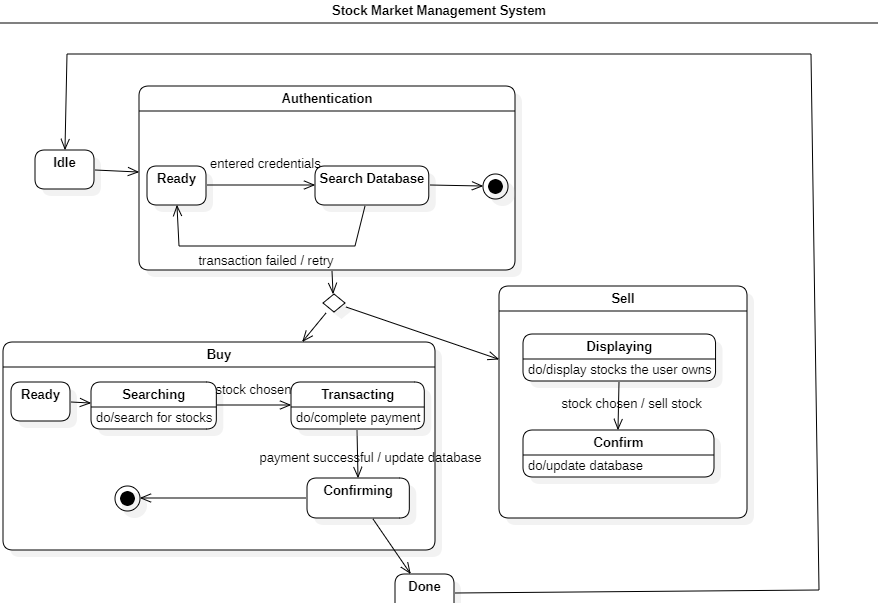 Stock Market Management System
Authentication
Idle
entered credentials
Ready
Search Database
transaction failed / retry
Sell
Buy
Displaying
do/display stocks the user owns
Ready
Searching
stock chosen
Transacting
do/search for stocks
do/complete payment
stock chosen / sell stock
Confirm
do/update database
payment successful / update database
Confirming
Done